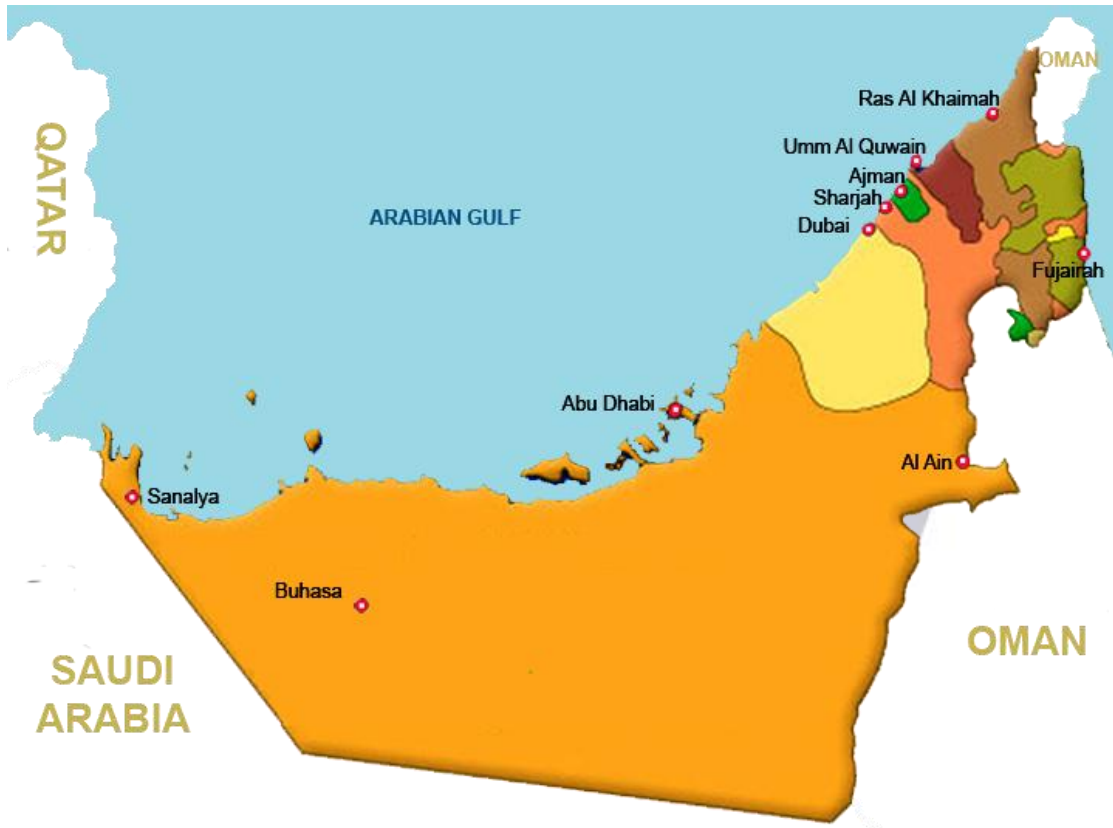 OMAN
Ras Al Khaimah
QATAR
Umm Al Quwain
Ajman
Sharjah
ARABIAN GULF
Dubai
Fujairah
Abu Dhabi
Al Ain
Sanalya
Buhasa
OMAN
SAUDI
ARABIA